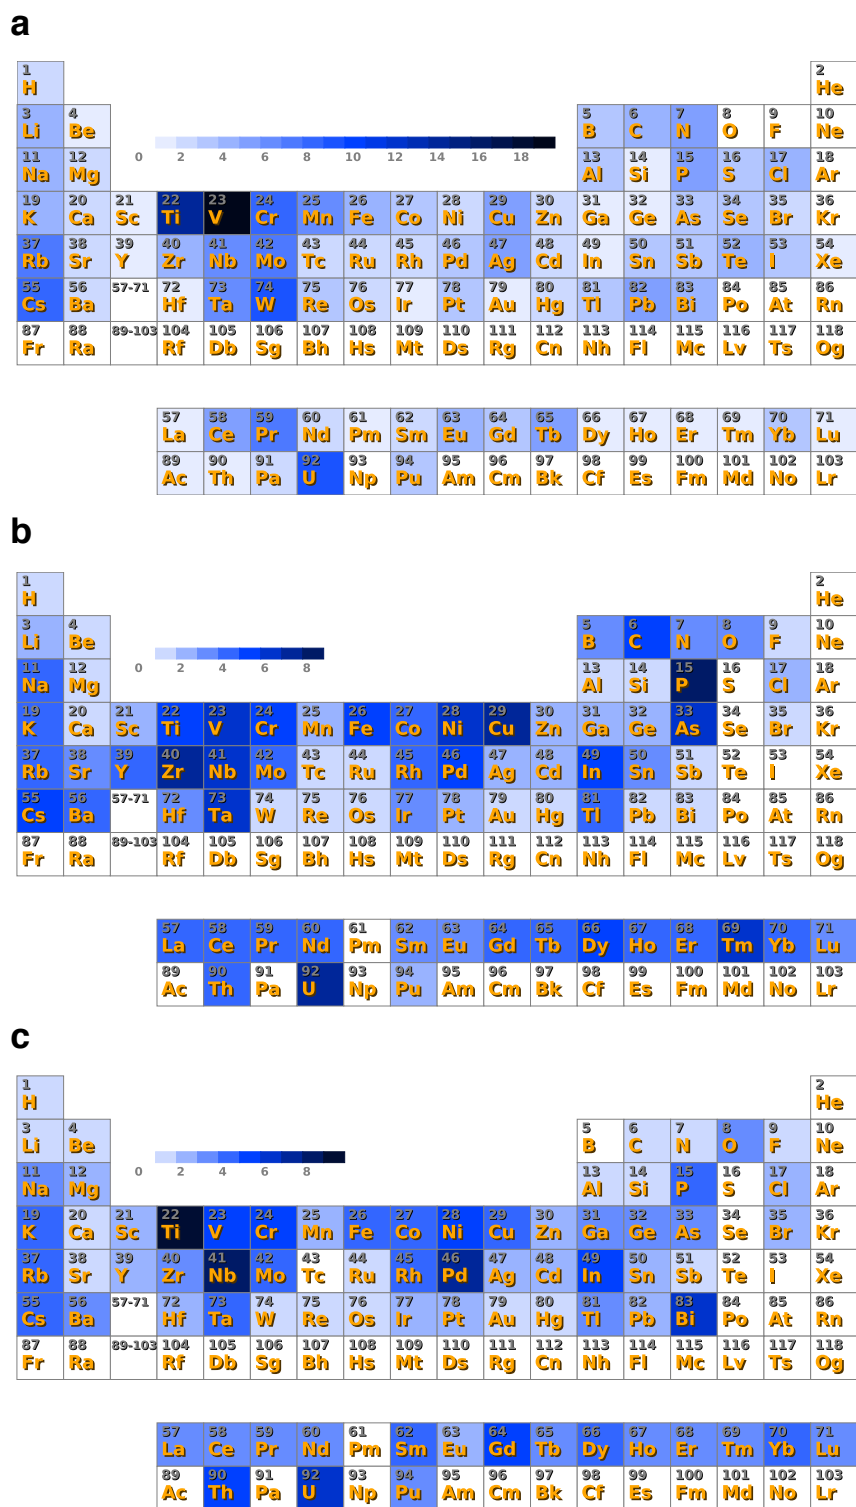 a
1 2
H He
3 4 5 6 7 8 9 10
Li Be B C N O F Ne
0 2 4 6 8 10 12 14 16 18
11 12 13 14 15 16 17 18
Na Mg Al Si P S Cl Ar
19 20 21 22 23 24 25 26 27 28 29 30 31 32 33 34 35 36
K Ca Sc Ti V Cr Mn Fe Co Ni Cu Zn Ga Ge As Se Br Kr
37 38 39 40 41 42 43 44 45 46 47 48 49 50 51 52 53 54
Rb Sr Y Zr Nb Mo Tc Ru Rh Pd Ag Cd In Sn Sb Te I Xe
55 56 57-71 72 73 74 75 76 77 78 79 80 81 82 83 84 85 86
Cs Ba Hf Ta W Re Os Ir Pt Au Hg Tl Pb Bi Po At Rn
87 88 89-103 104 105 106 107 108 109 110 111 112 113 114 115 116 117 118
Fr Ra Rf Db Sg Bh Hs Mt Ds Rg Cn Nh Fl Mc Lv Ts Og
57 58 59 60 61 62 63 64 65 66 67 68 69 70 71
La Ce Pr Nd Pm Sm Eu Gd Tb Dy Ho Er Tm Yb Lu
89 90 91 92 93 94 95 96 97 98 99 100 101 102 103
Ac Th Pa U Np Pu Am Cm Bk Cf Es Fm Md No Lr
b
1 2
H He
3 4 5 6 7 8 9 10
Li Be B C N O F Ne
0 2 4 6 8
11 12 13 14 15 16 17 18
Na Mg Al Si P S Cl Ar
19 20 21 22 23 24 25 26 27 28 29 30 31 32 33 34 35 36
K Ca Sc Ti V Cr Mn Fe Co Ni Cu Zn Ga Ge As Se Br Kr
37 38 39 40 41 42 43 44 45 46 47 48 49 50 51 52 53 54
Rb Sr Y Zr Nb Mo Tc Ru Rh Pd Ag Cd In Sn Sb Te I Xe
55 56 57-71 72 73 74 75 76 77 78 79 80 81 82 83 84 85 86
Cs Ba Hf Ta W Re Os Ir Pt Au Hg Tl Pb Bi Po At Rn
87 88 89-103 104 105 106 107 108 109 110 111 112 113 114 115 116 117 118
Fr Ra Rf Db Sg Bh Hs Mt Ds Rg Cn Nh Fl Mc Lv Ts Og
57 58 59 60 61 62 63 64 65 66 67 68 69 70 71
La Ce Pr Nd Pm Sm Eu Gd Tb Dy Ho Er Tm Yb Lu
89 90 91 92 93 94 95 96 97 98 99 100 101 102 103
Ac Th Pa U Np Pu Am Cm Bk Cf Es Fm Md No Lr
c
1 2
H He
3 4 5 6 7 8 9 10
Li Be B C N O F Ne
0 2 4 6 8
11 12 13 14 15 16 17 18
Na Mg Al Si P S Cl Ar
19 20 21 22 23 24 25 26 27 28 29 30 31 32 33 34 35 36
K Ca Sc Ti V Cr Mn Fe Co Ni Cu Zn Ga Ge As Se Br Kr
37 38 39 40 41 42 43 44 45 46 47 48 49 50 51 52 53 54
Rb Sr Y Zr Nb Mo Tc Ru Rh Pd Ag Cd In Sn Sb Te I Xe
55 56 57-71 72 73 74 75 76 77 78 79 80 81 82 83 84 85 86
Cs Ba Hf Ta W Re Os Ir Pt Au Hg Tl Pb Bi Po At Rn
87 88 89-103 104 105 106 107 108 109 110 111 112 113 114 115 116 117 118
Fr Ra Rf Db Sg Bh Hs Mt Ds Rg Cn Nh Fl Mc Lv Ts Og
57 58 59 60 61 62 63 64 65 66 67 68 69 70 71
La Ce Pr Nd Pm Sm Eu Gd Tb Dy Ho Er Tm Yb Lu
89 90 91 92 93 94 95 96 97 98 99 100 101 102 103
Ac Th Pa U Np Pu Am Cm Bk Cf Es Fm Md No Lr